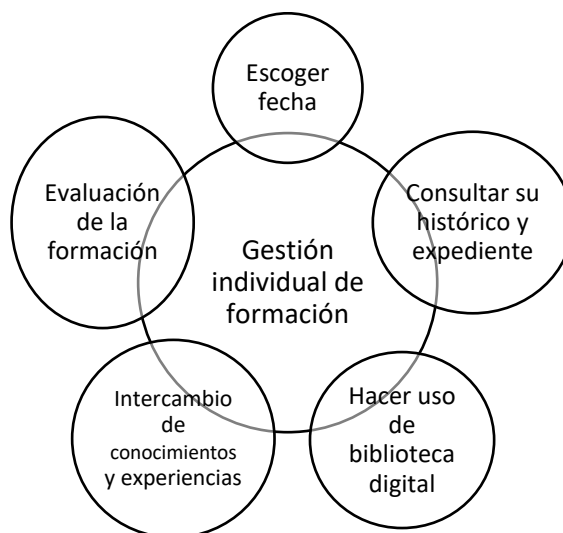 Escoger
fecha
Consultar su
histórico y
expediente
Hacer uso
de
biblioteca
digital
Intercambio
de
conocimientos
y experiencias
Evaluación
de la
formación
Gestión
individual de
formación